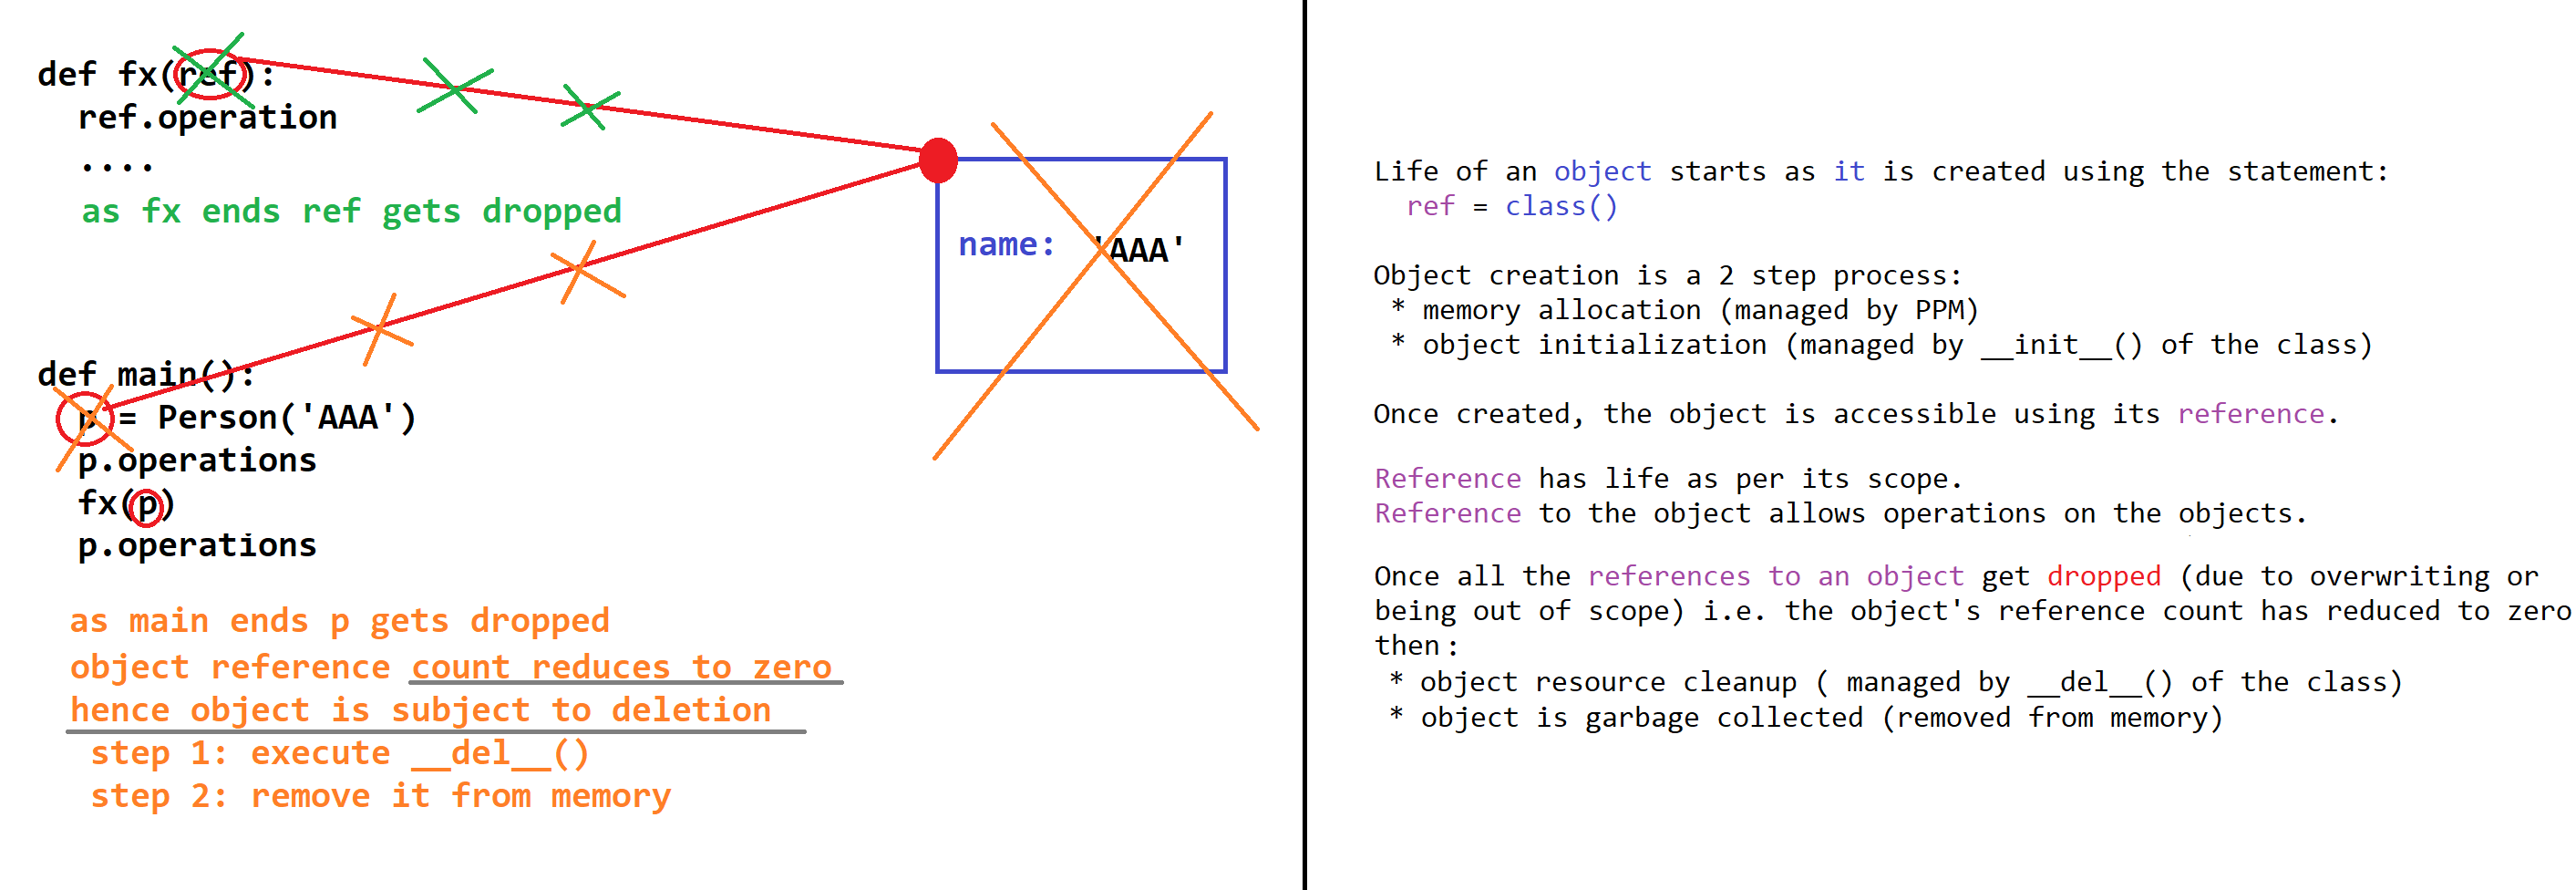 def fx(ref):
  ref.operation
  ....
  as fx ends ref gets dropped
name: 'AAA'
def main():
  p = Person('AAA')
  p.operations
  fx(p)
  p.operations
as main ends p gets dropped
object reference count reduces to zero
hence object is subject to deletion
 step 1: execute __del__()
 step 2: remove it from memory
Life of an object starts as it is created using the statement:
  ref = class()
Object creation is a 2 step process:
 * memory allocation (managed by PPM)
 * object initialization (managed by __init__() of the class)
Once created, the object is accessible using its reference.
Reference has life as per its scope.
Reference to the object allows operations on the objects.
Once all the references to an object get dropped (due to overwriting or
being out of scope) i.e. the object's reference count has reduced to zero
then:
 * object resource cleanup ( managed by __del__() of the class)
 * object is garbage collected (removed from memory)